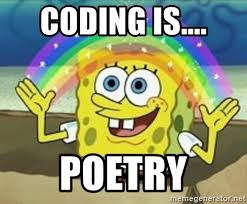 CODING IS....
POETRY
memegenerator.net